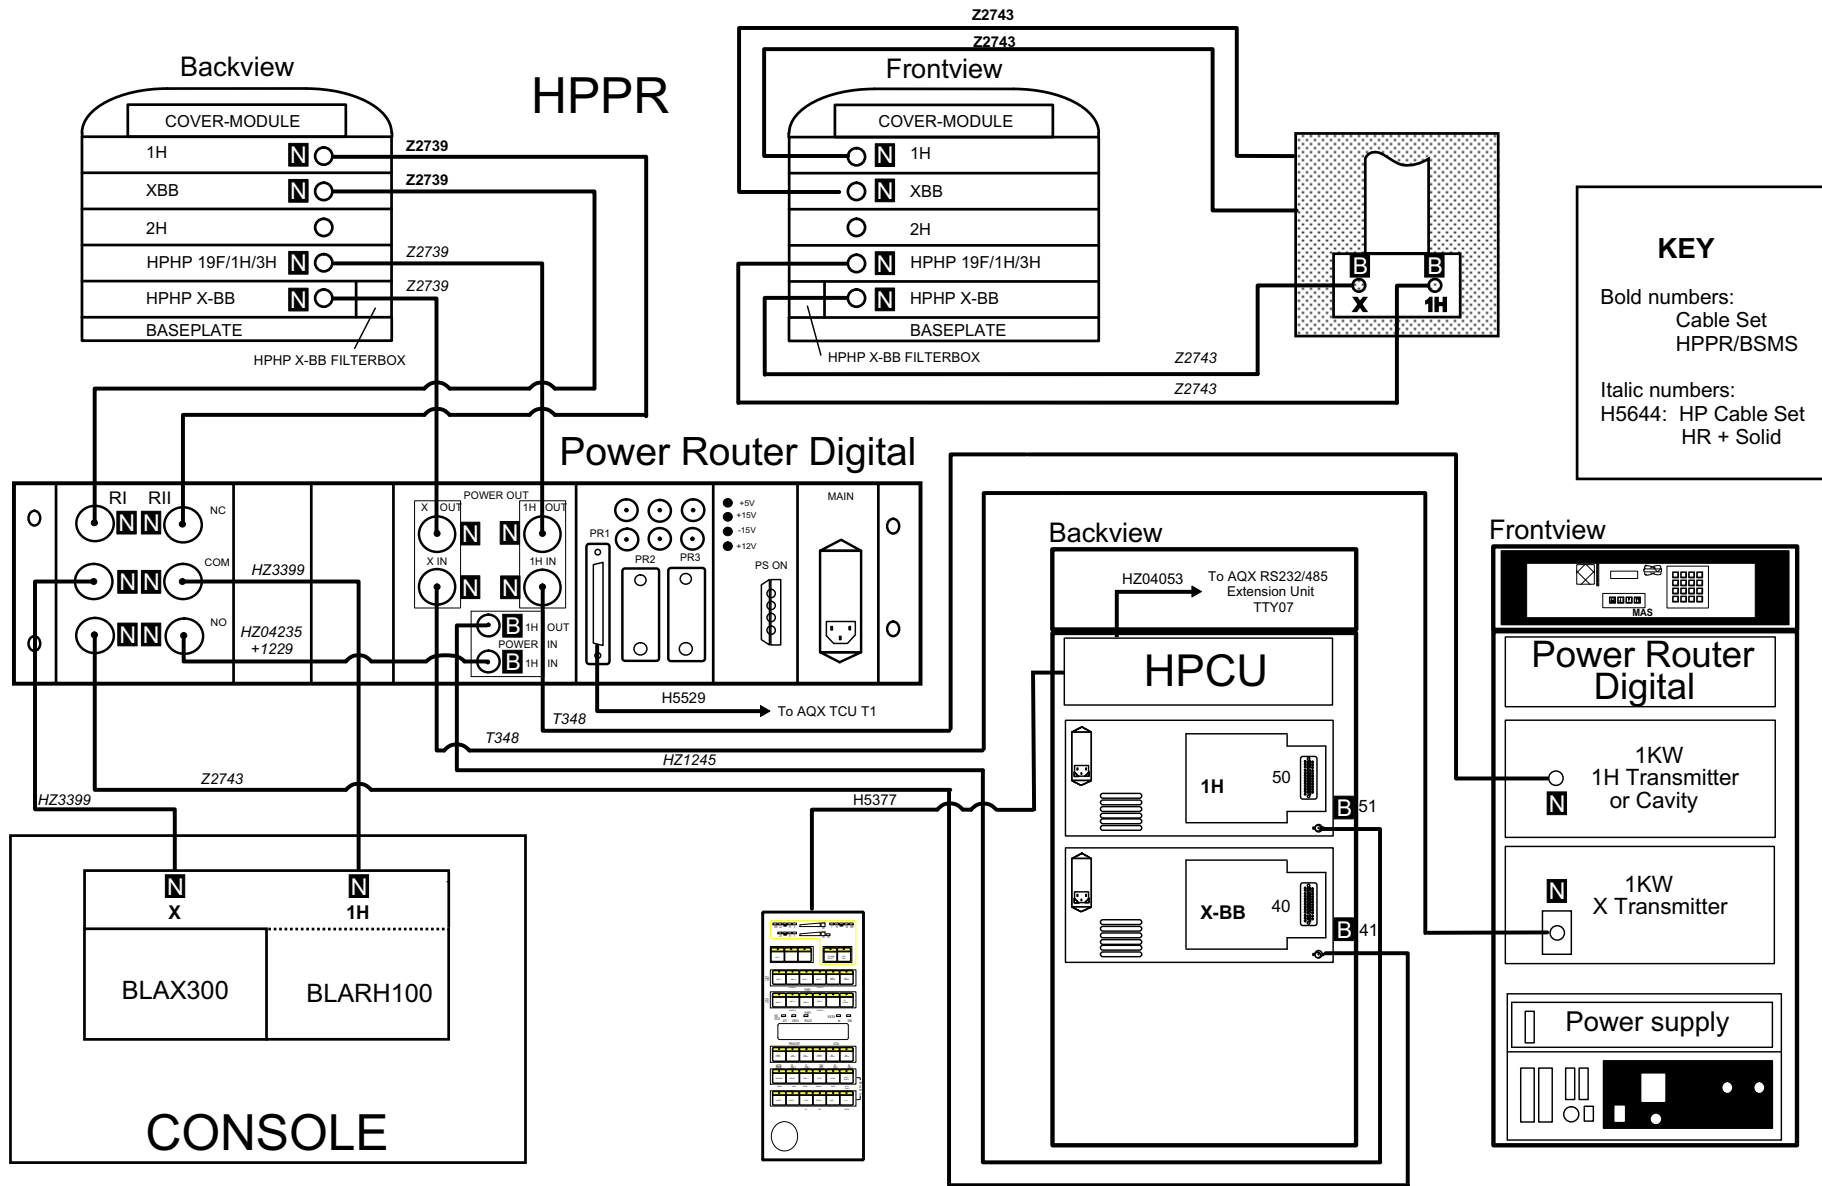 Z2743
Z2743
Backview
HPPR
Frontview
COVER-MODULE
1H N
XBB N
2H
HPHP 19F/1H/3H N
HPHP X-BB N
BASEPLATE
HPHP X-BB FILTERBOX
Z2739
Z2739
Z2739
Z2739
COVER-MODULE
N 1H
N XBB
2H
N HPHP 19F/1H/3H
N HPHP X-BB
BASEPLATE
HPHP X-BB FILTERBOX
Z2743
Z2743
B B
X 1H
KEY
Bold numbers:
Cable Set
HPPR/BSMS
Italic numbers:
H5644: HP Cable Set
HR + Solid
Power Router Digital
RI RII
N N NC
N N COM
N N NO
HZ3399
HZ04235
+1229
POWER OUT
X OUT
1H OUT
N N
X IN
1H IN
N N
B 1H OUT
POWER IN
B 1H IN
PR1
PR2
PR3
+5V
+15V
-15V
+12V
PS ON
MAIN
H5529
To AQX TCU T1
T348
T348
HZ1245
Z2743
HZ3399
H5377
N N
X 1H
BLAX300
BLARH100
CONSOLE
Backview
HZ04053
To AQX RS232/485
Extension Unit
TTY07
HPCU
1H
50
B 51
X-BB
40
B 41
Frontview
MAS
Power Router
Digital
1KW
1H Transmitter
or Cavity
N
N
1KW
X Transmitter
Power supply